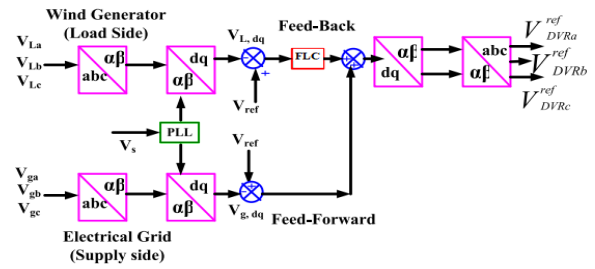 Wind Generator
(Load Side)
Feed-Back
V_La
V_Lb
V_Lc
αβ
abc
dq
αβ
V_L, dq
+
FLC
V_ref
αβ
dq
abc
αβ
V^ref_DVRa
V^ref_DVRb
V^ref_DVRc
V_s
PLL
V_ref
V_ga
V_gb
V_gc
αβ
abc
dq
αβ
V_g, dq
Feed-Forward
Electrical Grid
(Supply side)